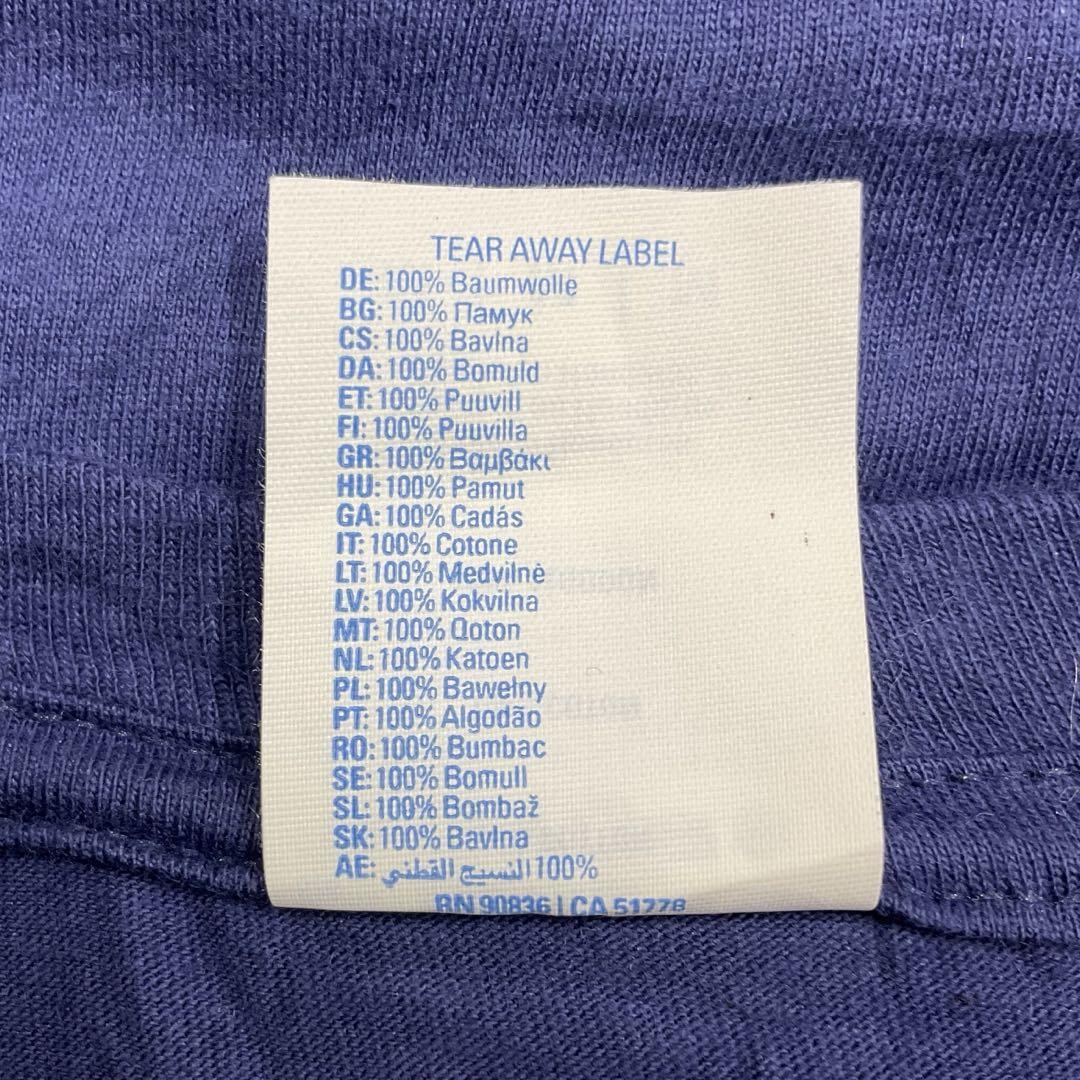 TEAR AWAY LABEL
DE: 100% Baumwolle
BG: 100% Памук
CS: 100% Bavlna
DA: 100% Bomuld
ET: 100% Puuvill
FI: 100% Puuvilla
GR: 100% Βαμβάκι
HU: 100% Pamut
GA: 100% Cadás
IT: 100% Cotone
LT: 100% Medvilnė
LV: 100% Kokvilna
MT: 100% Qoton
NL: 100% Katoen
PL: 100% Bawełny
PT: 100% Algodão
RO: 100% Bumbac
SE: 100% Bomull
SL: 100% Bombaž
SK: 100% Bavlna
AE: 100% النسيج القطني
RN 90836 | CA 51778